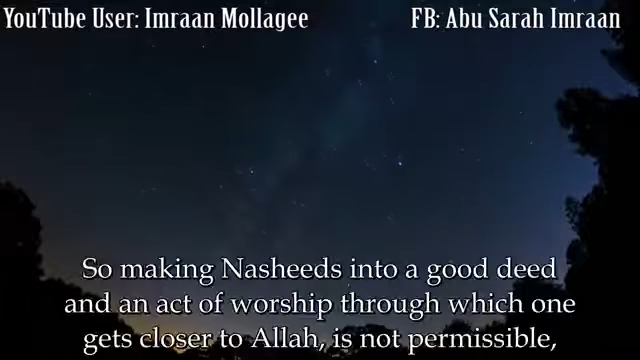 YouTube User: Imraan Mollagee
FB: Abu Sarah Imraan
So making Nasheeds into a good deed
and an act of worship through which one
gets closer to Allah, is not permissible,